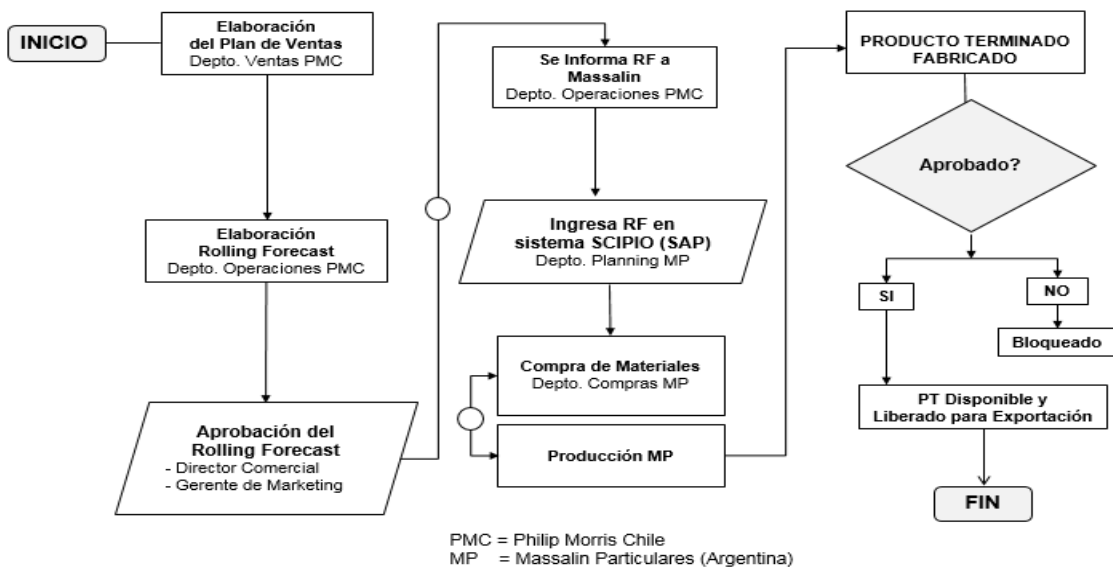 INICIO
Elaboración
del Plan de Ventas
Depto. Ventas PMC
Elaboración
Rolling Forecast
Depto. Operaciones PMC
Aprobación del
Rolling Forecast
- Director Comercial
- Gerente de Marketing
Se Informa RF a
Massalin
Depto. Operaciones PMC
Ingresa RF en
sistema SCIPIO (SAP)
Depto. Planning MP
Compra de Materiales
Depto. Compras MP
Producción MP
PRODUCTO TERMINADO
FABRICADO
Aprobado?
SI
NO
Bloqueado
PT Disponible y
Liberado para Exportación
FIN
PMC = Philip Morris Chile
MP = Massalin Particulares (Argentina)